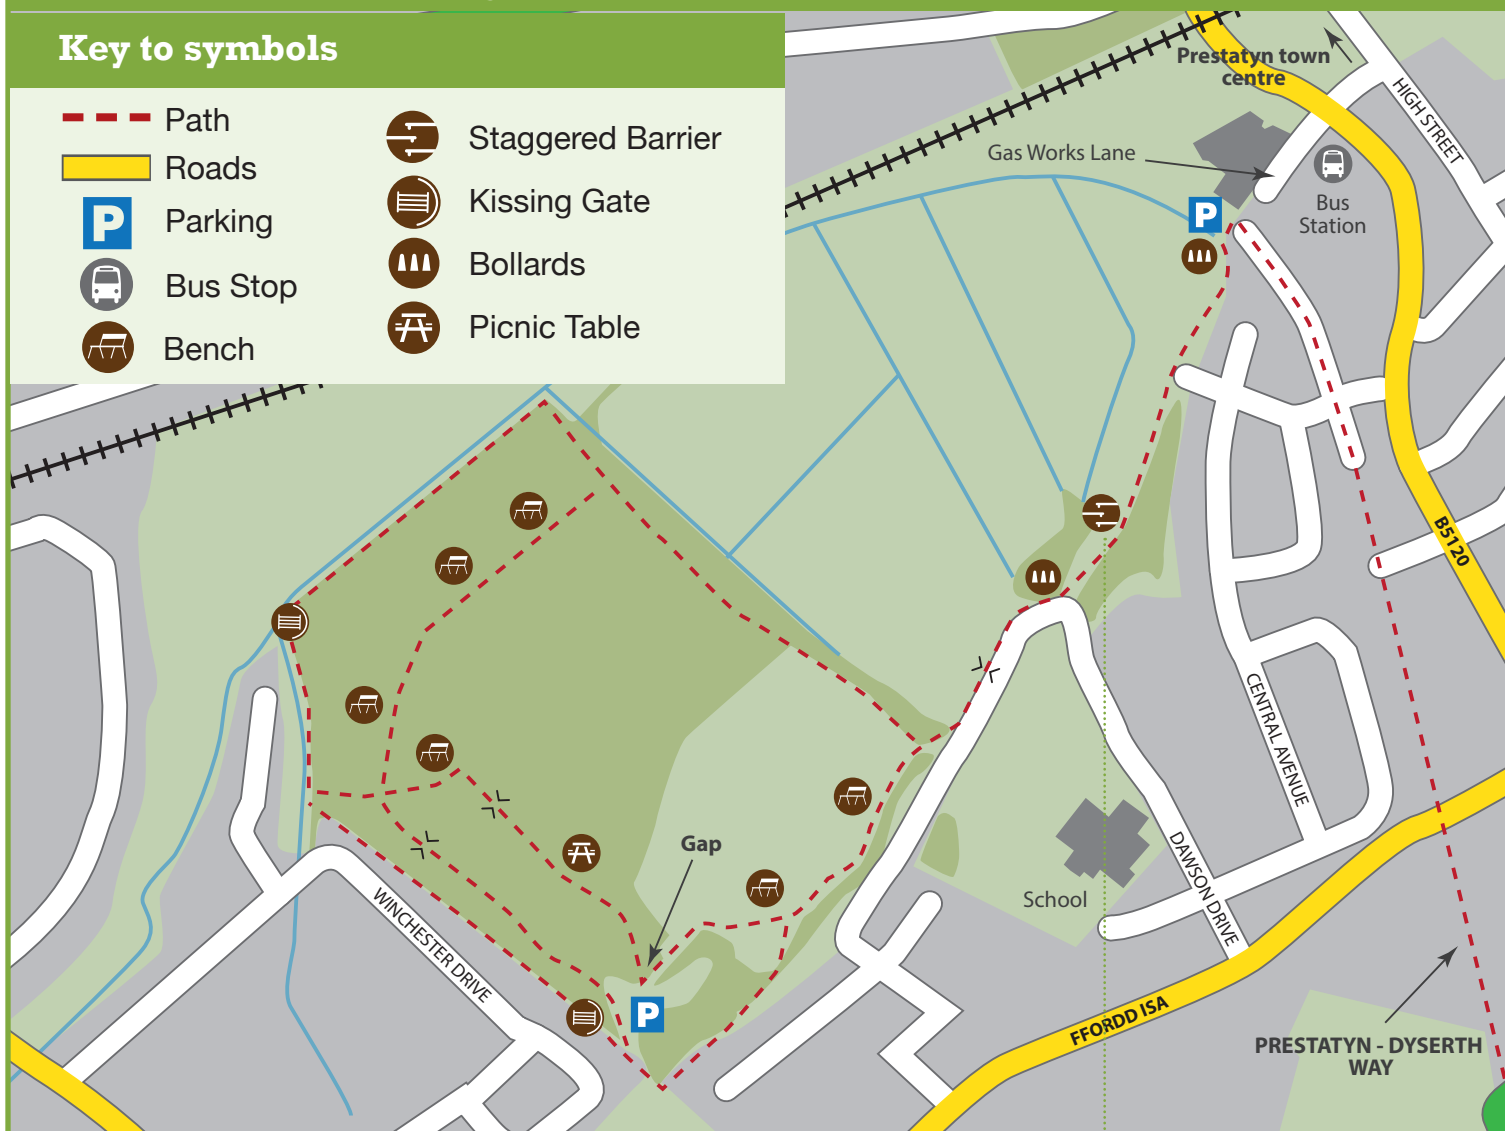 Key to symbols
Path
Roads
P
Parking
Bus Stop
Bench
Staggered Barrier
Kissing Gate
Bollards
Picnic Table
Prestatyn town
centre
HIGH STREET
Gas Works Lane
Bus
Station
P
B5120
CENTRAL AVENUE
Gap
School
DAWSON DRIVE
WINCHESTER DRIVE
P
FFORDD ISA
PRESTATYN - DYSERTH
WAY